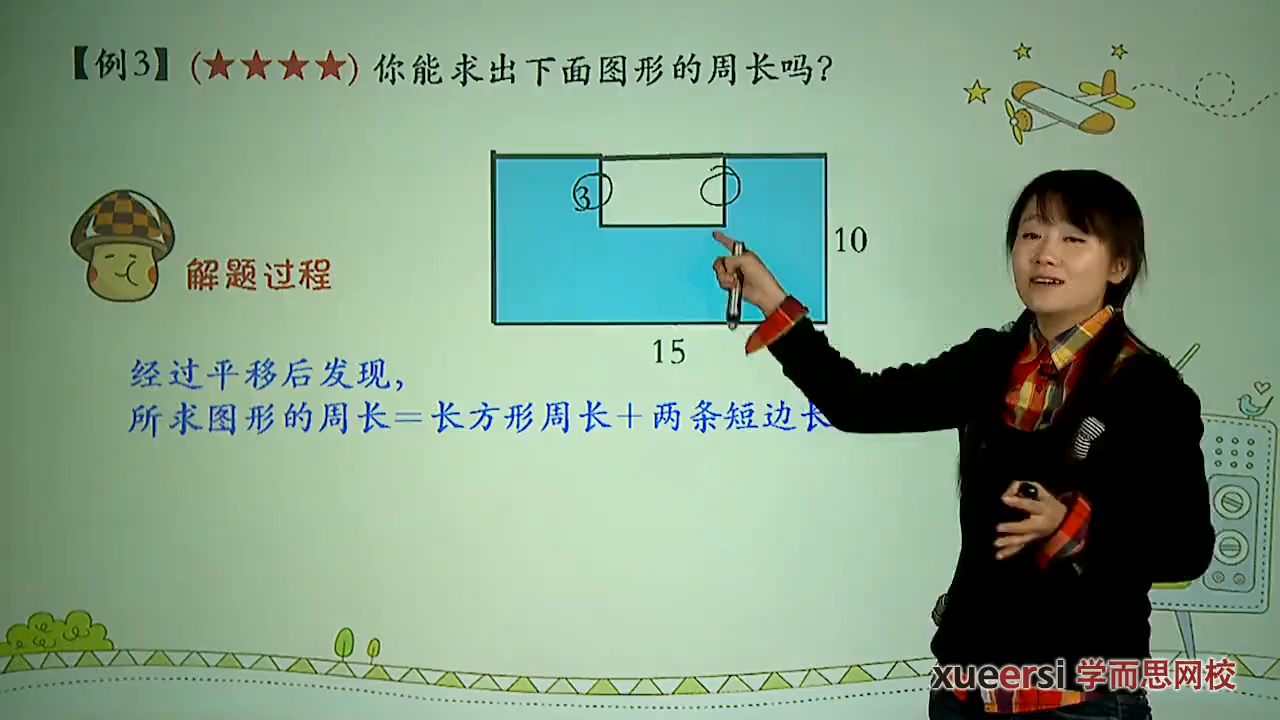 【例3】(★★★★)你能求出下面图形的周长吗？
3
10
15
解题过程
经过平移后发现，
所求图形的周长＝长方形周长＋两条短边长
xueersi 学而思网校